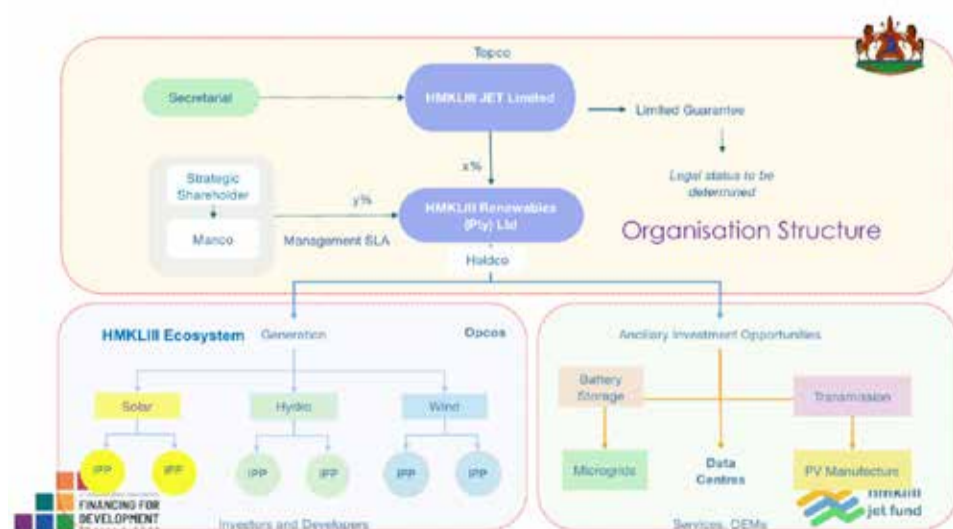 Topco
Secretarial
HMKLIII JET Limited
Limited Guarantee
x%
Legal status to be
determined
Strategic
Shareholder
y%
HMKLIII Renewables
(Pty) Ltd
Manco
Management SLA
Organisation Structure
Holdco
HMKLIII Ecosystem
Generation
Opcos
Ancillary Investment Opportunities
Battery
Storage
Solar
Hydro
Wind
Transmission
IPP
IPP
IPP
IPP
IPP
IPP
Microgrids
Data
Centres
PV Manufacture
FINANCING FOR
DEVELOPMENT
hmkliii
jet fund
Investors and Developers
Services, OEMs